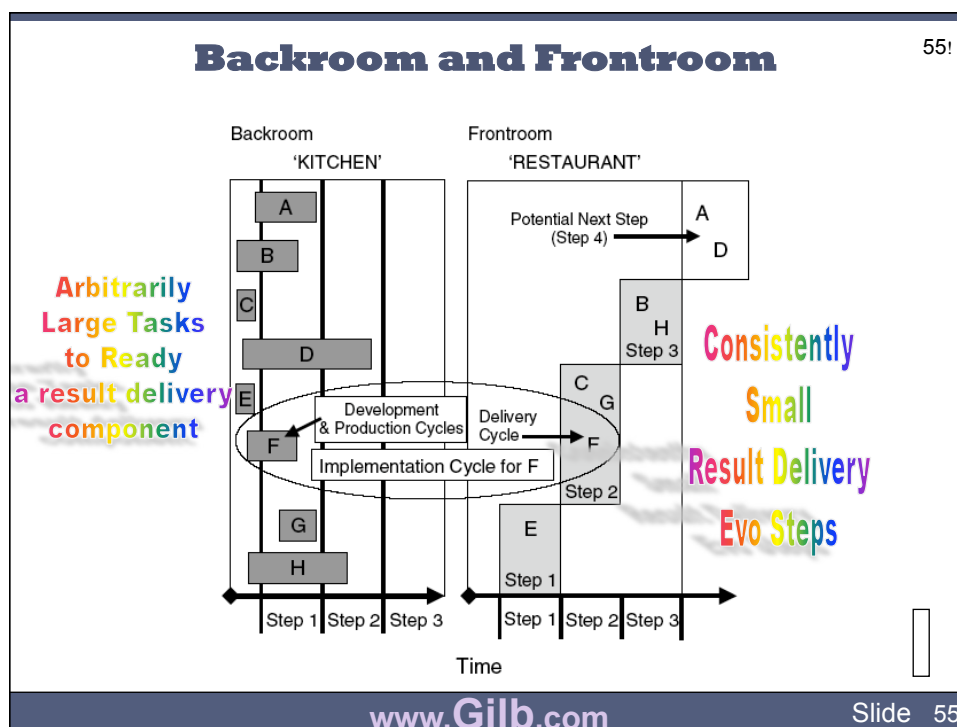 Backroom and Frontroom
55!
Backroom
'KITCHEN'
A
B
C
D
E
F
G
H
Development
& Production Cycles
Implementation Cycle for F
Step 1
Step 2
Step 3
Frontroom
'RESTAURANT'
Potential Next Step
(Step 4)
A
D
B
H
Step 3
C
G
Delivery
Cycle
F
Step 2
E
Step 1
Step 1
Step 2
Step 3
Time
Arbitrarily
Large Tasks
to Ready
a result delivery
component
Consistently
Small
Result Delivery
Evo Steps
www.Gilb.com
Slide 55